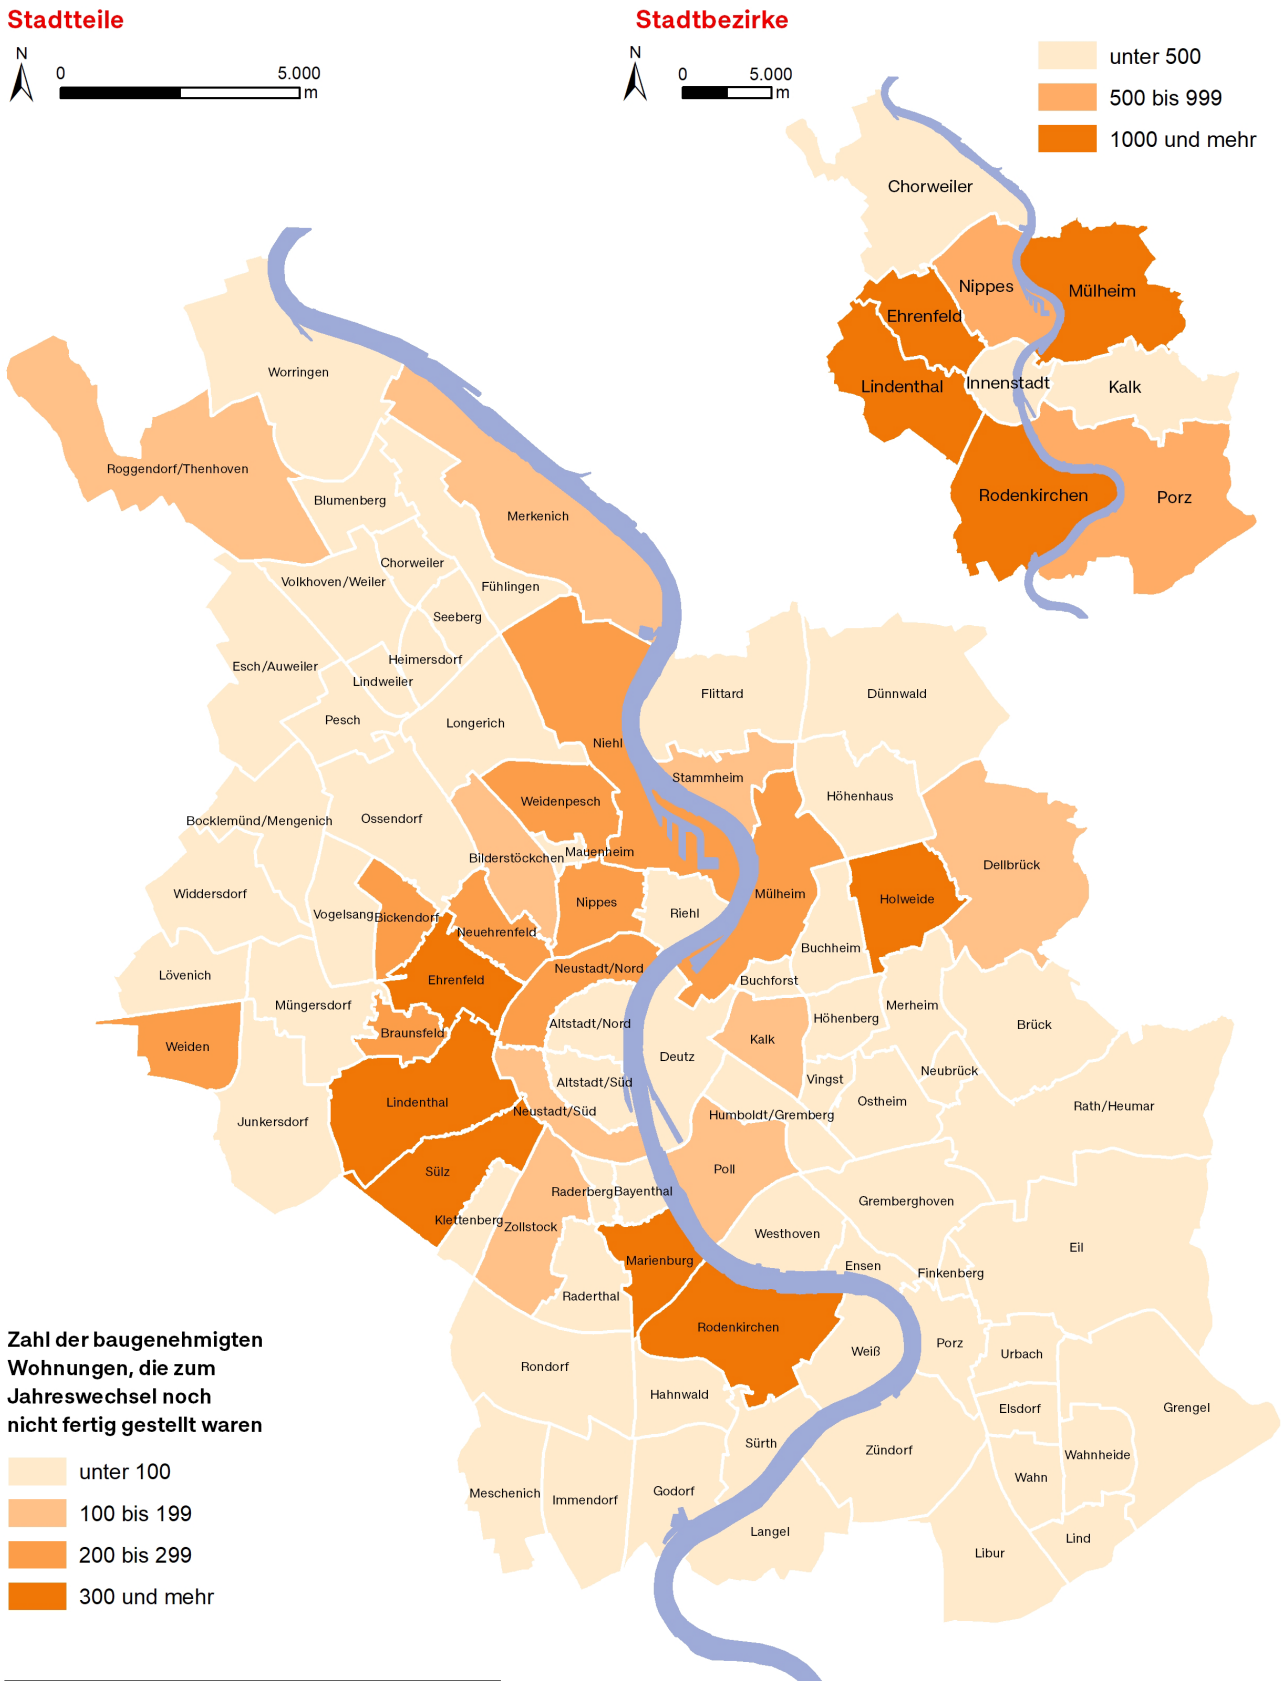 Stadtteile
Stadtbezirke
N
0 5.000
m
N
0 5.000
m
unter 500
500 bis 999
1000 und mehr
Chorweiler
Nippes
Mülheim
Ehrenfeld
Innenstadt
Lindenthal
Kalk
Rodenkirchen
Porz
Worringen
Roggendorf/Thenhoven
Blumenberg
Merkenich
Chorweiler
Volkhoven/Weiler
Fühlingen
Seeberg
Heimersdorf
Esch/Auweiler
Lindweiler
Pesch
Longerich
Flittard
Dünnwald
Niehl
Stammheim
Höhenhaus
Weidenpesch
Bocklemünd/Mengenich
Ossendorf
Mauenheim
Bilderstöckchen
Dellbrück
Widdersdorf
Mülheim
Holweide
Nippes
Riehl
Vogelsang
Bickendorf
Neuehrenfeld
Buchheim
Lövenich
Neustadt/Nord
Ehrenfeld
Buchforst
Müngersdorf
Merheim
Höhenberg
Brück
Altstadt/Nord
Braunsfeld
Kalk
Weiden
Deutz
Neubrück
Vingst
Altstadt/Süd
Lindenthal
Ostheim
Rath/Heumar
Neustadt/Süd
Humboldt/Gremberg
Junkersdorf
Sülz
Poll
Raderberg
Bayenthal
Gremberghoven
Klettenberg
Zollstock
Westhoven
Eil
Marienburg
Ensen
Finkenberg
Raderthal
Rodenkirchen
Porz
Weiß
Urbach
Rondorf
Hahnwald
Elsdorf
Grengel
Sürth
Zündorf
Wahnheide
Wahn
Meschenich
Immendorf
Godorf
Langel
Lind
Libur
Zahl der baugenehmigten
Wohnungen, die zum
Jahreswechsel noch
nicht fertig gestellt waren
unter 100
100 bis 199
200 bis 299
300 und mehr